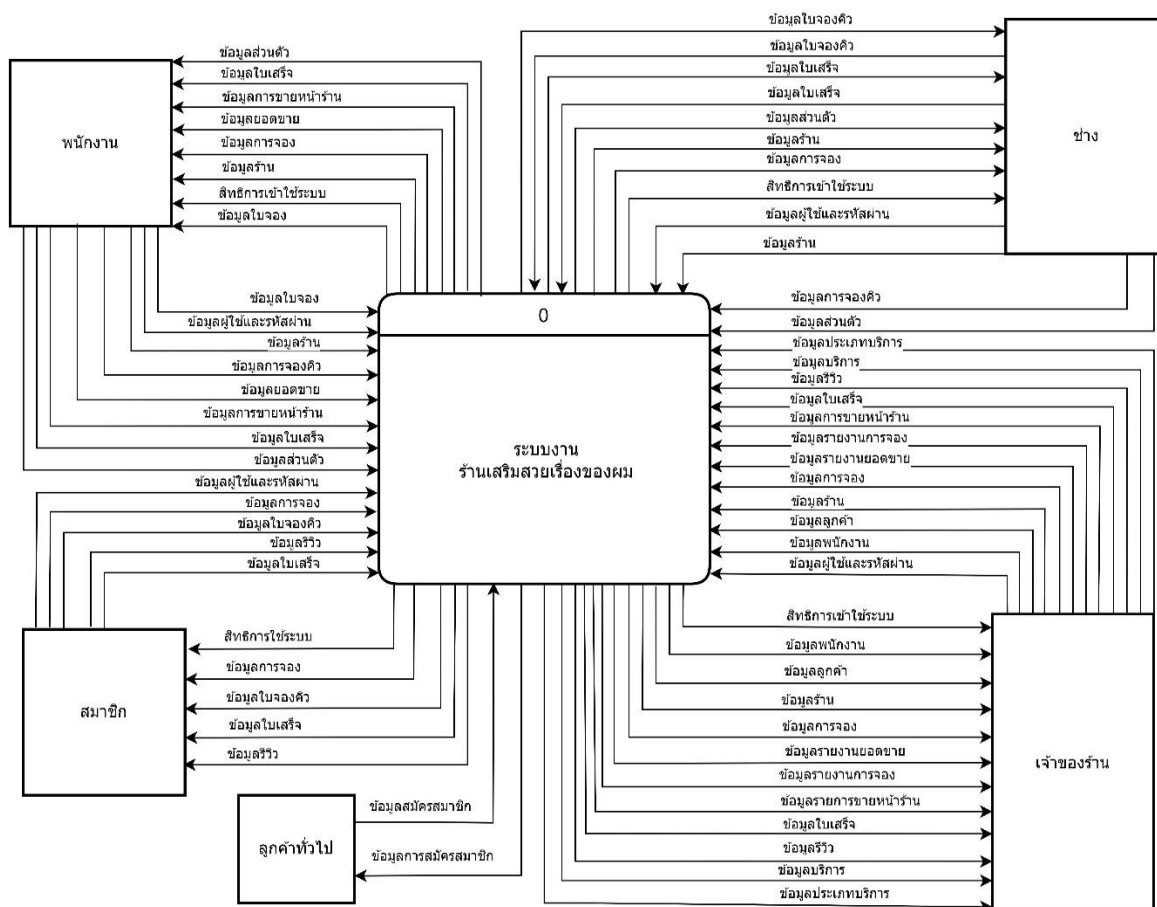 ข้อมูลส่วนตัว
ข้อมูลใบเสร็จ
ข้อมูลการขายหน้าร้าน
ข้อมูลยอดขาย
ข้อมูลการจอง
ข้อมูลร้าน
สิทธิการเข้าใช้ระบบ
ข้อมูลใบจอง
พนักงาน
ข้อมูลใบจองคิว
ข้อมูลใบจองคิว
ข้อมูลใบเสร็จ
ข้อมูลใบเสร็จ
ข้อมูลส่วนตัว
ข้อมูลร้าน
ข้อมูลการจอง
สิทธิการเข้าใช้ระบบ
ข้อมูลผู้ใช้และรหัสผ่าน
ข้อมูลร้าน
ช่าง
ข้อมูลใบจอง
ข้อมูลผู้ใช้และรหัสผ่าน
ข้อมูลร้าน
ข้อมูลการจองคิว
ข้อมูลยอดขาย
ข้อมูลการขายหน้าร้าน
ข้อมูลใบเสร็จ
ข้อมูลส่วนตัว
ข้อมูลผู้ใช้และรหัสผาน
ข้อมูลการจอง
ข้อมูลใบจองคิว
ข้อมูลรีวิว
ข้อมูลใบเสร็จ
0
ระบบงาน
ร้านเสริมสวยเรื่องของผม
ข้อมูลการจองคิว
ข้อมูลส่วนตัว
ข้อมูลประเภทบริการ
ข้อมูลบริการ
ข้อมูลรีวิว
ข้อมูลใบเสร็จ
ข้อมูลการขายหน้าร้าน
ข้อมูลรายงานการจอง
ข้อมูลรายงานยอดขาย
ข้อมูลการจอง
ข้อมูลร้าน
ข้อมูลลูกค้า
ข้อมูลพนักงาน
ข้อมูลผู้ใช้และรหัสผ่าน
สมาชิก
สิทธิการใช้ระบบ
ข้อมูลการจอง
ข้อมูลใบจองคิว
ข้อมูลใบเสร็จ
ข้อมูลรีวิว
ลูกค้าทั่วไป
ข้อมูลสมัครสมาชิก
ข้อมูลการสมัครสมาชิก
สิทธิการเข้าใช้ระบบ
ข้อมูลพนักงาน
ข้อมูลลูกค้า
ข้อมูลร้าน
ข้อมูลการจอง
ข้อมูลรายงานยอดขาย
ข้อมูลรายงานการจอง
ข้อมูลรายการขายหน้าร้าน
ข้อมูลใบเสร็จ
ข้อมูลรีวิว
ข้อมูลบริการ
ข้อมูลประเภทบริการ
เจ้าของร้าน